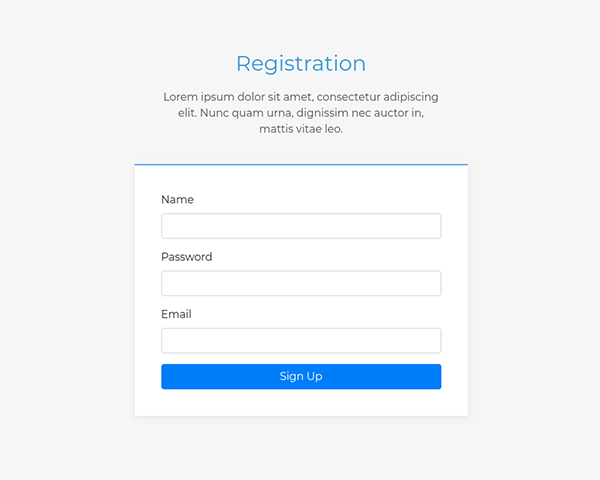 Registration
Lorem ipsum dolor sit amet, consectetur adipiscing
elit. Nunc quam urna, dignissim nec auctor in,
mattis vitae leo.
Name
Password
Email
Sign Up